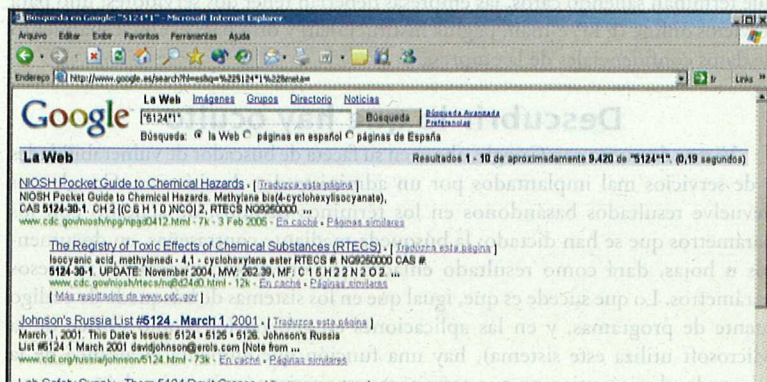 Búsqueda en Google: "5124*1" - Microsoft Internet Explorer
Arquivo Editar Exibir Favoritos Ferramentas Ajuda
Endereço http://www.google.es/search?hl=es&q=%225124*1%22&meta= Ir Links »
La Web Imágenes Grupos Directorio Noticias
Google "5124*1" Búsqueda Búsqueda Avanzada
Preferencias
Búsqueda: la Web páginas en español páginas de España
La Web Resultados 1 - 10 de aproximadamente 9,420 de "5124*1". (0,19 segundos)
NIOSH Pocket Guide to Chemical Hazards - [ Traduzca esta página ]
NIOSH Pocket Guide to Chemical Hazards. Methylene bis(4-cyclohexylisocyanate),
CAS 5124-30-1. CH 2 [(C 6 H 1 0 )NCO] 2, RTECS NQ9250000. ...
www.cdc.gov/niosh/npg/npgd0412.html - 7k - 3 Feb 2005 - En caché - Páginas similares
The Registry of Toxic Effects of Chemical Substances (RTECS) - [ Traduzca esta página ]
Isocyanic acid, methylenedi - 4,1 - cyclohexylene ester RTECS #. NQ9250000 CAS #.
5124-30-1. UPDATE: November 2004, MW: 262.39, MF: C 1 5 H 2 2 N 2 O 2. ...
www.cdc.gov/niosh/rtecs/nq8d24d0.html - 12k - En caché - Páginas similares
[ Más resultados de www.cdc.gov ]
Johnson's Russia List #5124 - March 1, 2001 - [ Traduzca esta página ]
March 1, 2001. This Date's Issues: 5124 • 5125 • 5126. Johnson's Russia
List #5124 1 March 2001 davidjohnson@erols.com [Note from ...
www.cdi.org/russia/johnson/5124.html - 73k - En caché - Páginas similares